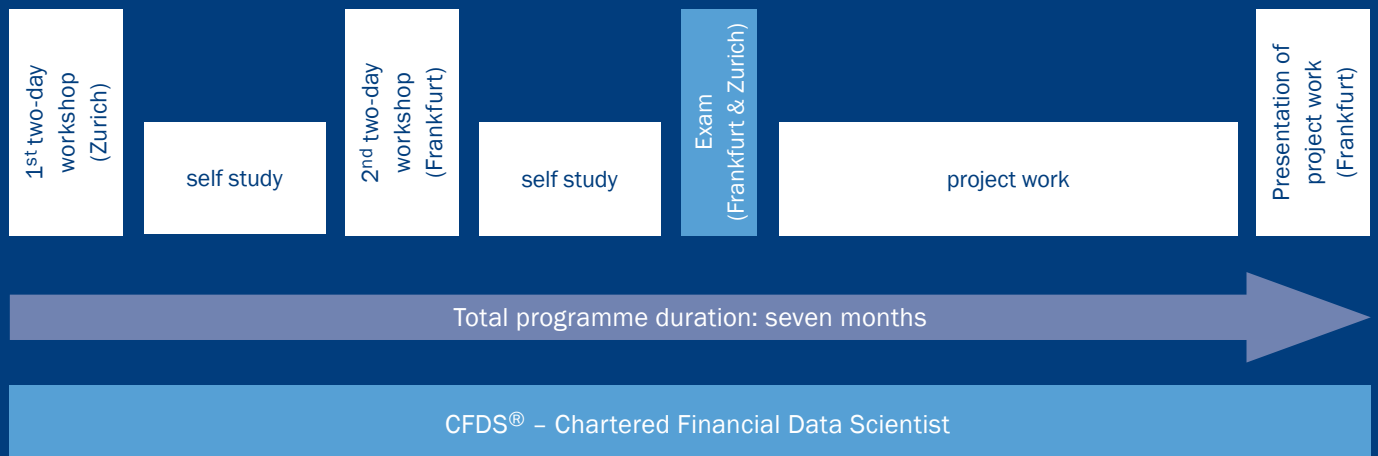 1st two-day
workshop
(Zurich)
self study
2nd two-day
workshop
(Frankfurt)
self study
Exam
(Frankfurt & Zurich)
project work
Presentation of
project work
(Frankfurt)
Total programme duration: seven months
CFDS® – Chartered Financial Data Scientist